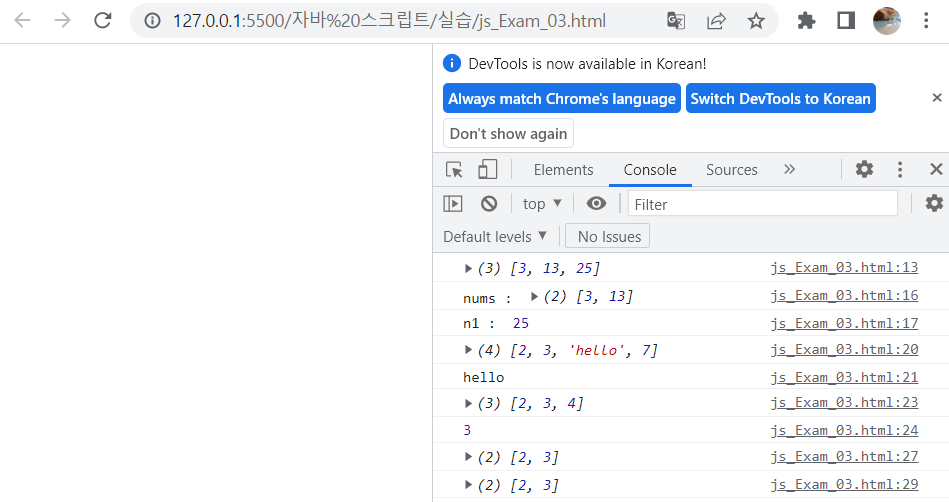 127.0.0.1:5500/자바%20스크립트/실습/js_Exam_03.html
DevTools is now available in Korean!
Always match Chrome's language Switch DevTools to Korean
Don't show again
Elements Console Sources
top Filter
Default levels No Issues
(3) [3, 13, 25] js_Exam_03.html:13
nums : (2) [3, 13] js_Exam_03.html:16
n1 : 25 js_Exam_03.html:17
(4) [2, 3, 'hello', 7] js_Exam_03.html:20
hello js_Exam_03.html:21
(3) [2, 3, 4] js_Exam_03.html:23
3 js_Exam_03.html:24
(2) [2, 3] js_Exam_03.html:27
(2) [2, 3] js_Exam_03.html:29